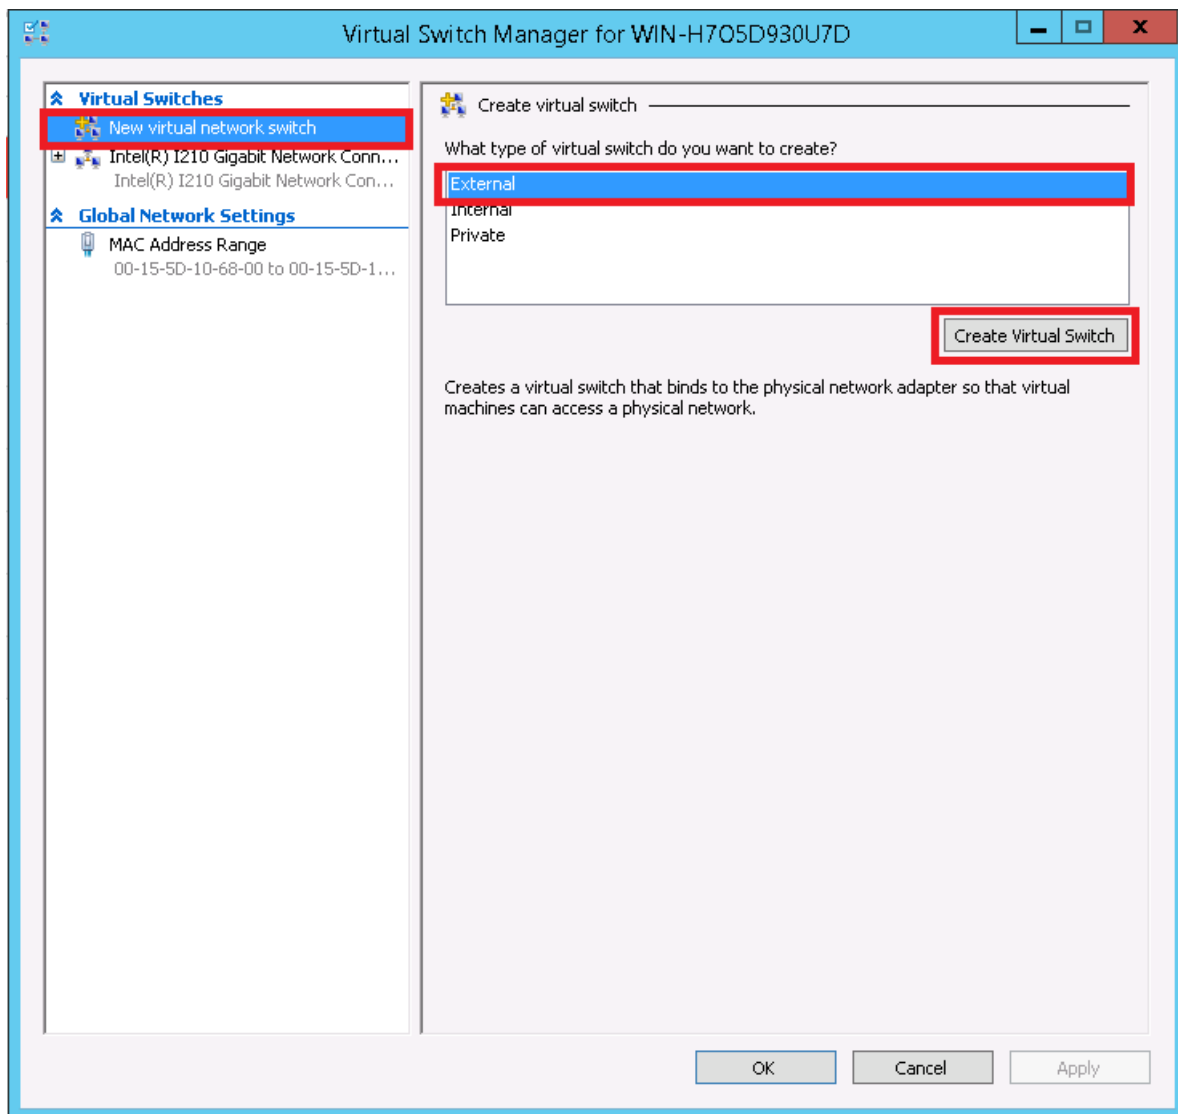 Virtual Switch Manager for WIN-H7O5D930U7D
Virtual Switches
New virtual network switch
Intel(R) I210 Gigabit Network Conn...
Intel(R) I210 Gigabit Network Con...
Global Network Settings
MAC Address Range
00-15-5D-10-68-00 to 00-15-5D-1...
Create virtual switch
What type of virtual switch do you want to create?
External
Internal
Private
Create Virtual Switch
Creates a virtual switch that binds to the physical network adapter so that virtual
machines can access a physical network.
OK
Cancel
Apply